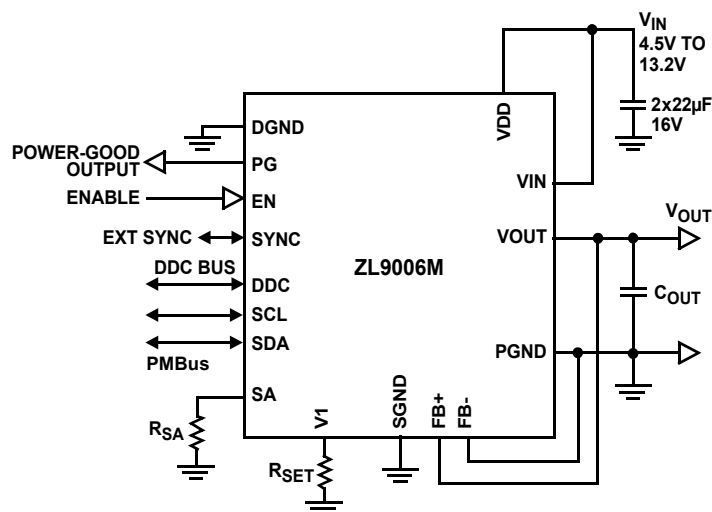 V_IN
4.5V TO
13.2V
2x22µF
16V
DGND
VDD
POWER-GOOD
OUTPUT
PG
VIN
ENABLE
EN
EXT SYNC
SYNC
ZL9006M
VOUT
V_OUT
DDC BUS
DDC
C_OUT
SCL
SDA
PMBus
PGND
SA
R_SA
V1
SGND
FB+
FB-
R_SET